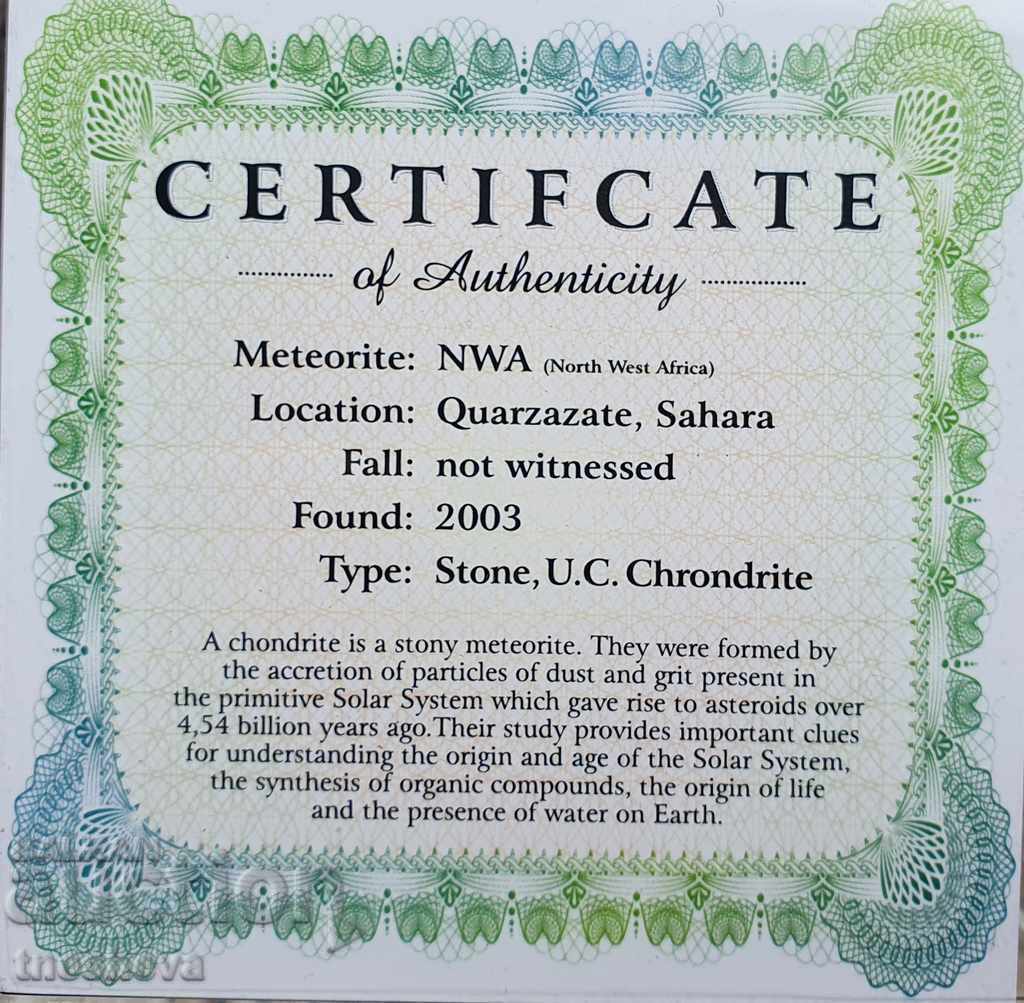 CERTIFCATE
of Authenticity
Meteorite: NWA (North West Africa)
Location: Quarzazate, Sahara
Fall: not witnessed
Found: 2003
Type: Stone, U.C. Chrondrite
A chondrite is a stony meteorite. They were formed by
the accretion of particles of dust and grit present in
the primitive Solar System which gave rise to asteroids over
4,54 billion years ago. Their study provides important clues
for understanding the origin and age of the Solar System,
the synthesis of organic compounds, the origin of life
and the presence of water on Earth.
auction